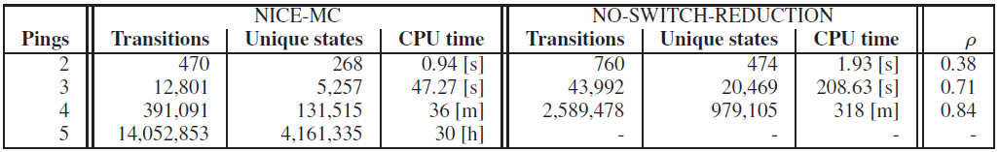 NICE-MC NO-SWITCH-REDUCTION
Pings Transitions Unique states CPU time Transitions Unique states CPU time ρ
2 470 268 0.94 [s] 760 474 1.93 [s] 0.38
3 12,801 5,257 47.27 [s] 43,992 20,469 208.63 [s] 0.71
4 391,091 131,515 36 [m] 2,589,478 979,105 318 [m] 0.84
5 14,052,853 4,161,335 30 [h] - - - -